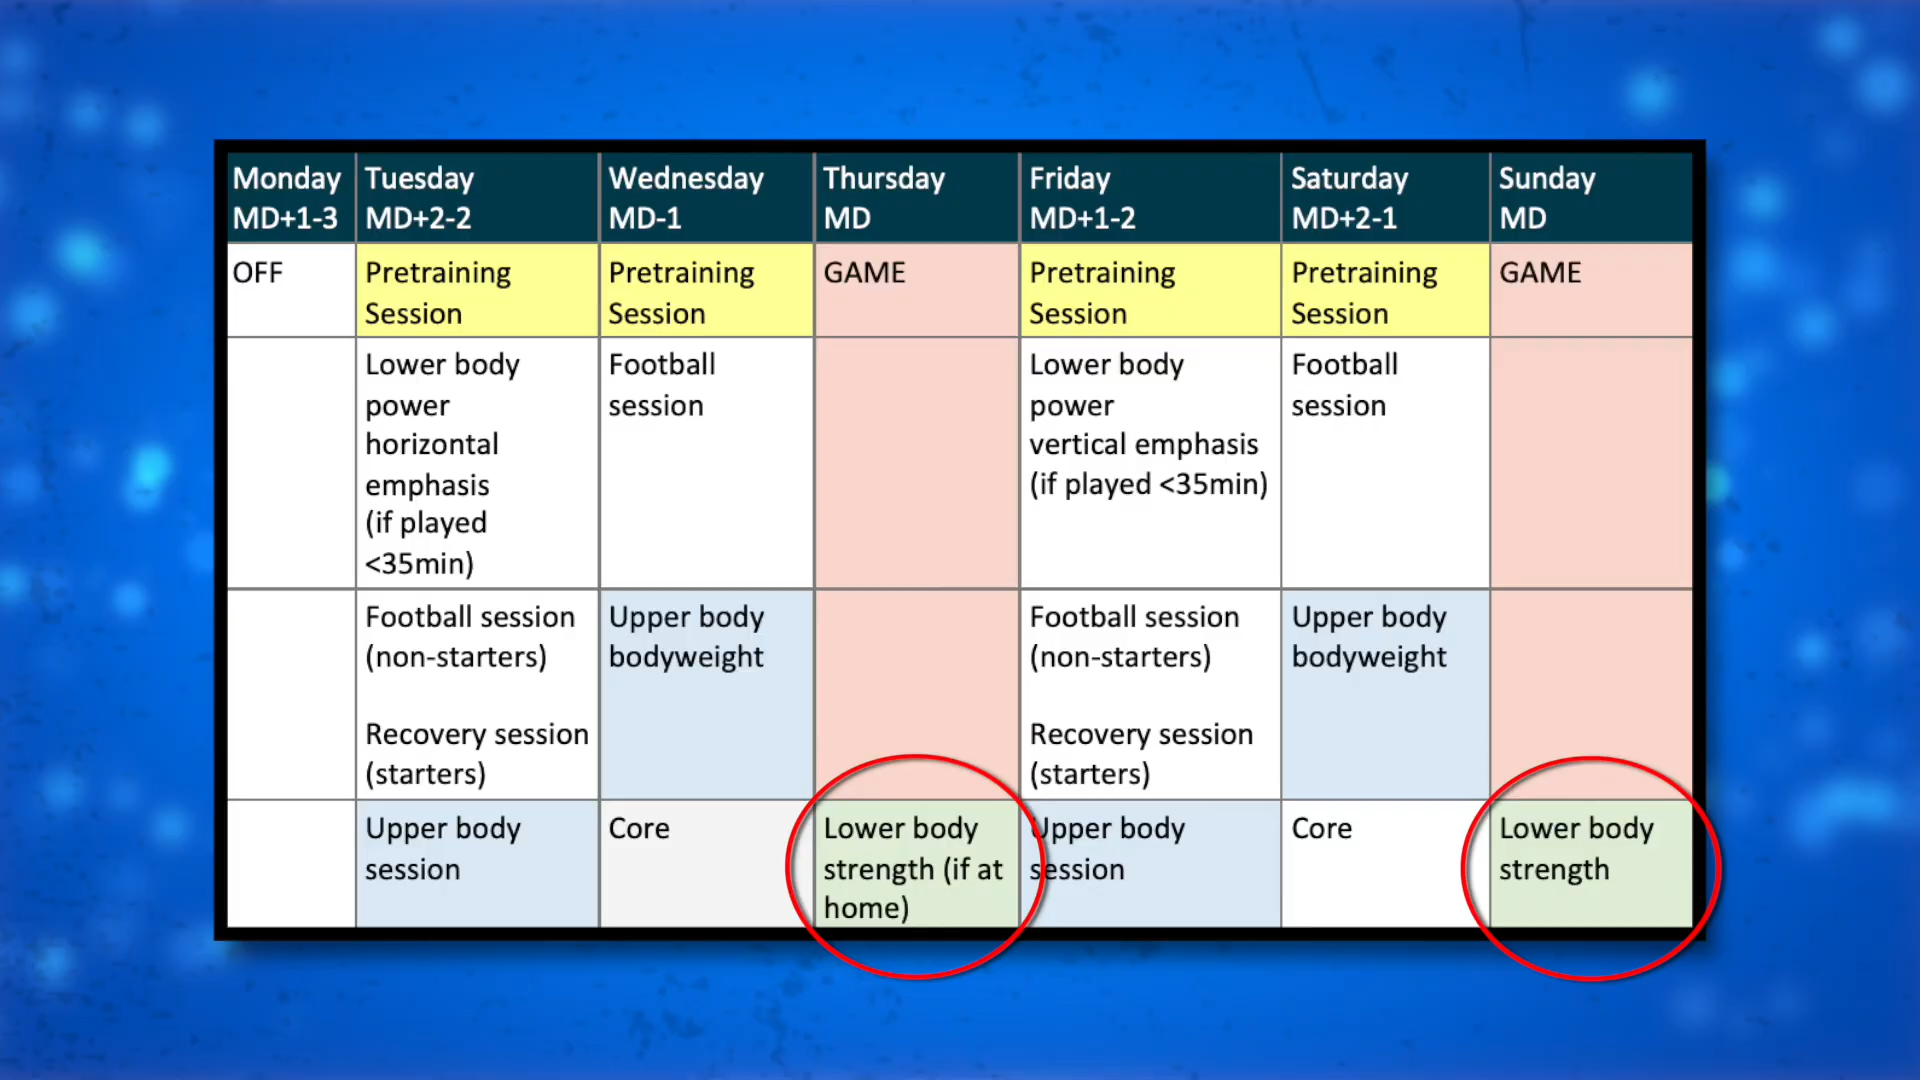 Monday
MD+1-3
Tuesday
MD+2-2
Wednesday
MD-1
Thursday
MD
Friday
MD+1-2
Saturday
MD+2-1
Sunday
MD
OFF
Pretraining
Session
Pretraining
Session
GAME
Pretraining
Session
Pretraining
Session
GAME
Lower body
power
horizontal
emphasis
(if played
<35min)
Football
session
Lower body
power
vertical emphasis
(if played <35min)
Football
session
Football session
(non-starters)
Recovery session
(starters)
Upper body
bodyweight
Football session
(non-starters)
Recovery session
(starters)
Upper body
bodyweight
Upper body
session
Core
Lower body
strength (if at
home)
Upper body
session
Core
Lower body
strength